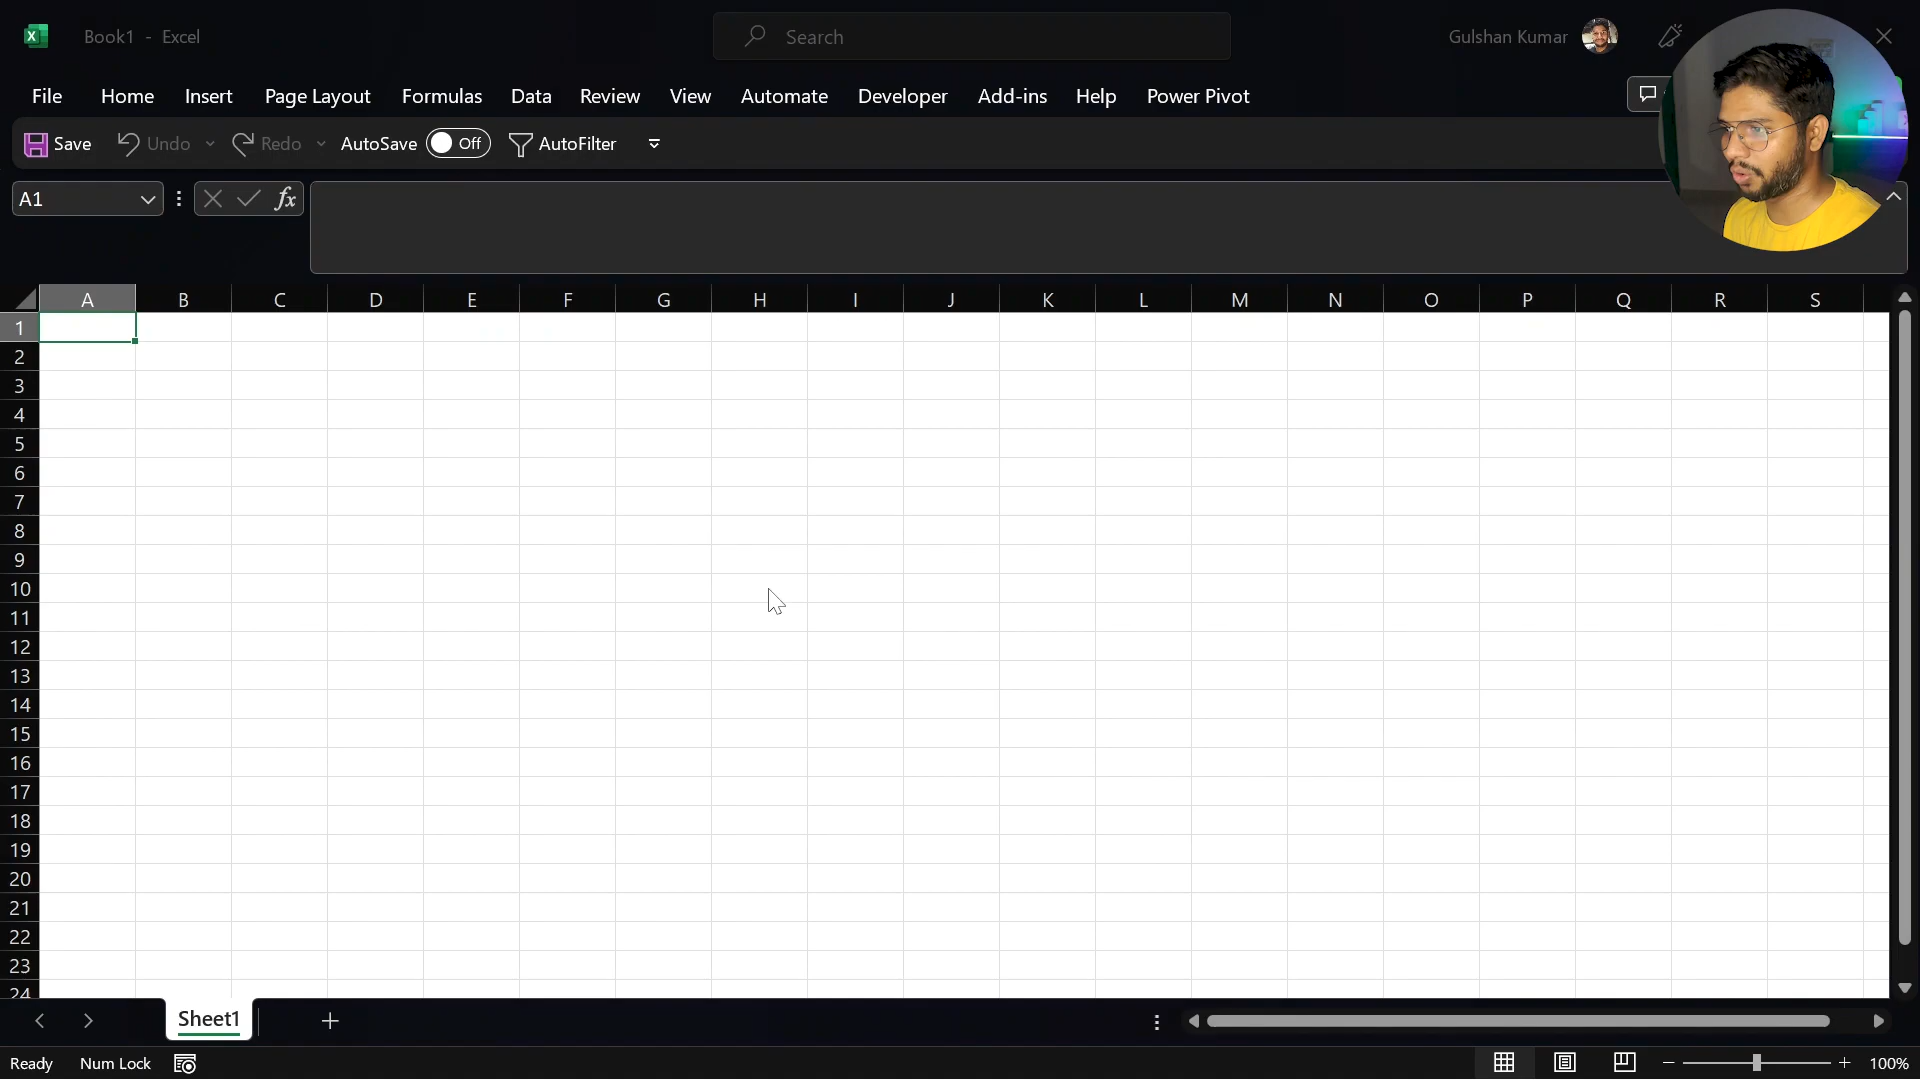 Book1 - Excel
Search
Gulshan Kumar
File Home Insert Page Layout Formulas Data Review View Automate Developer Add-ins Help Power Pivot
Save Undo Redo AutoSave Off AutoFilter
A1 fx
A B C D E F G H I J K L M N O P Q R S
1
2
3
4
5
6
7
8
9
10
11
12
13
14
15
16
17
18
19
20
21
22
23
24
Sheet1
Ready Num Lock 100%